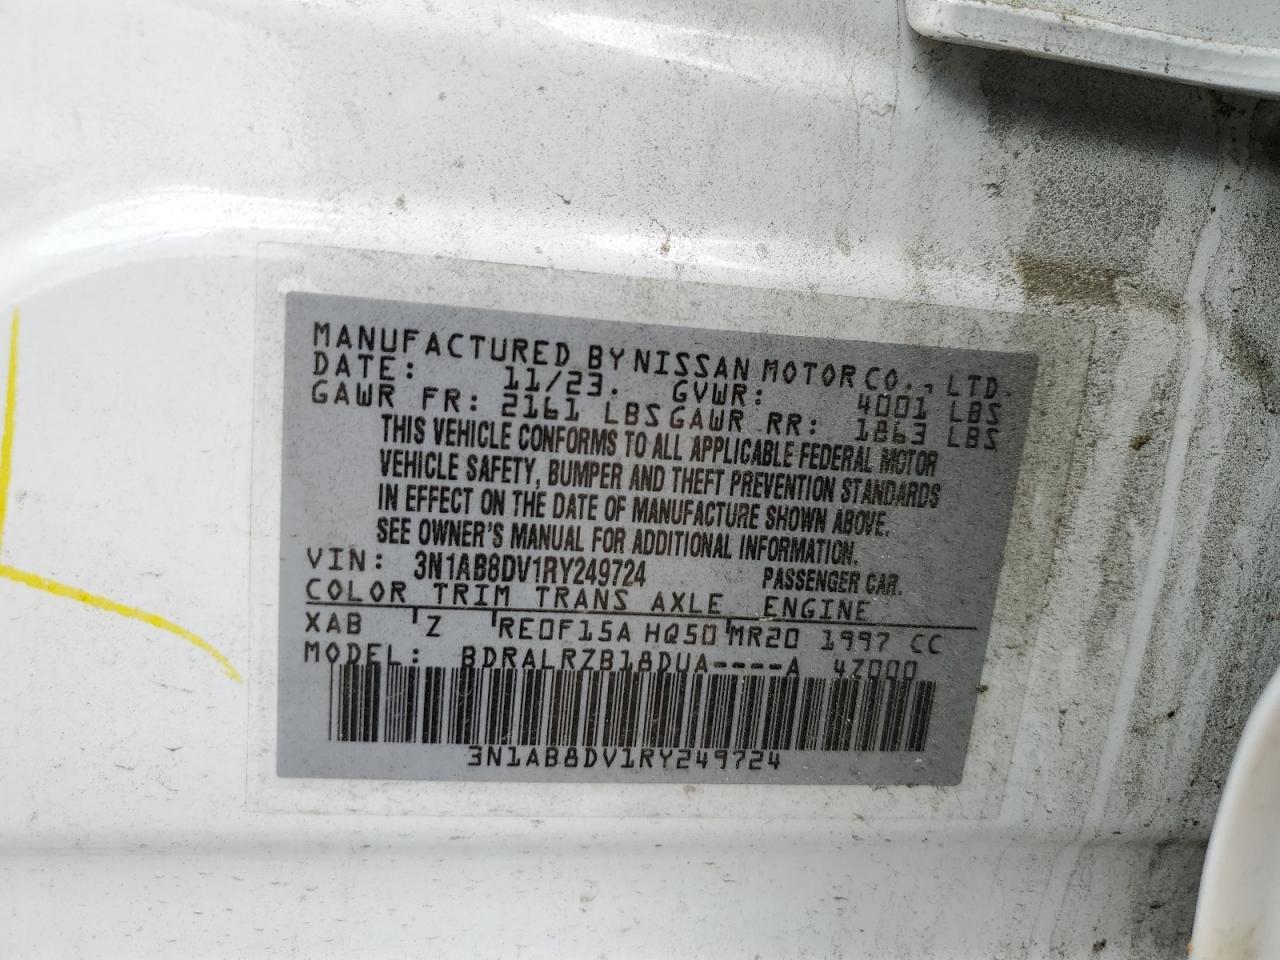 MANUFACTURED BY NISSAN MOTOR CO., LTD.
DATE: 11/23. GVWR: 4001 LBS
GAWR FR: 2161 LBS GAWR RR: 1863 LBS
THIS VEHICLE CONFORMS TO ALL APPLICABLE FEDERAL MOTOR
VEHICLE SAFETY, BUMPER AND THEFT PREVENTION STANDARDS
IN EFFECT ON THE DATE OF MANUFACTURE SHOWN ABOVE.
SEE OWNER'S MANUAL FOR ADDITIONAL INFORMATION.
VIN: 3N1AB8DV1RY249724 PASSENGER CAR.
COLOR TRIM TRANS AXLE ENGINE
XAB Z RE0F15A HQ50 MR20 1997 CC
MODEL: BDRALRZB18DUA----A 4Z000
3N1AB8DV1RY249724